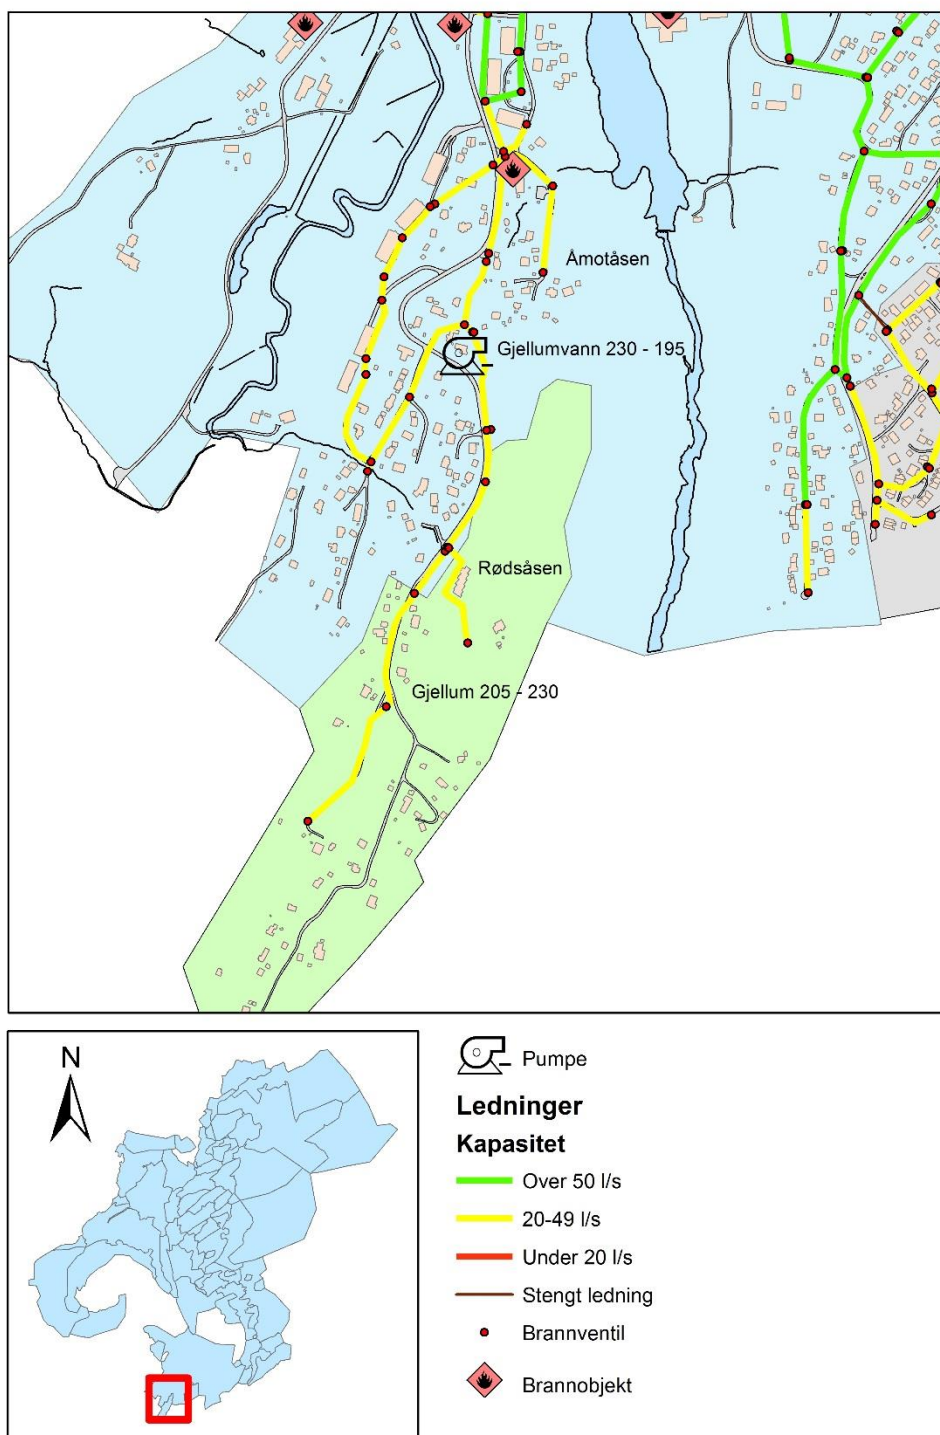 Åmotåsen
Gjellumvann 230 - 195
Rødsåsen
Gjellum 205 - 230
N
Pumpe
Ledninger
Kapasitet
Over 50 l/s
20-49 l/s
Under 20 l/s
Stengt ledning
Brannventil
Brannobjekt